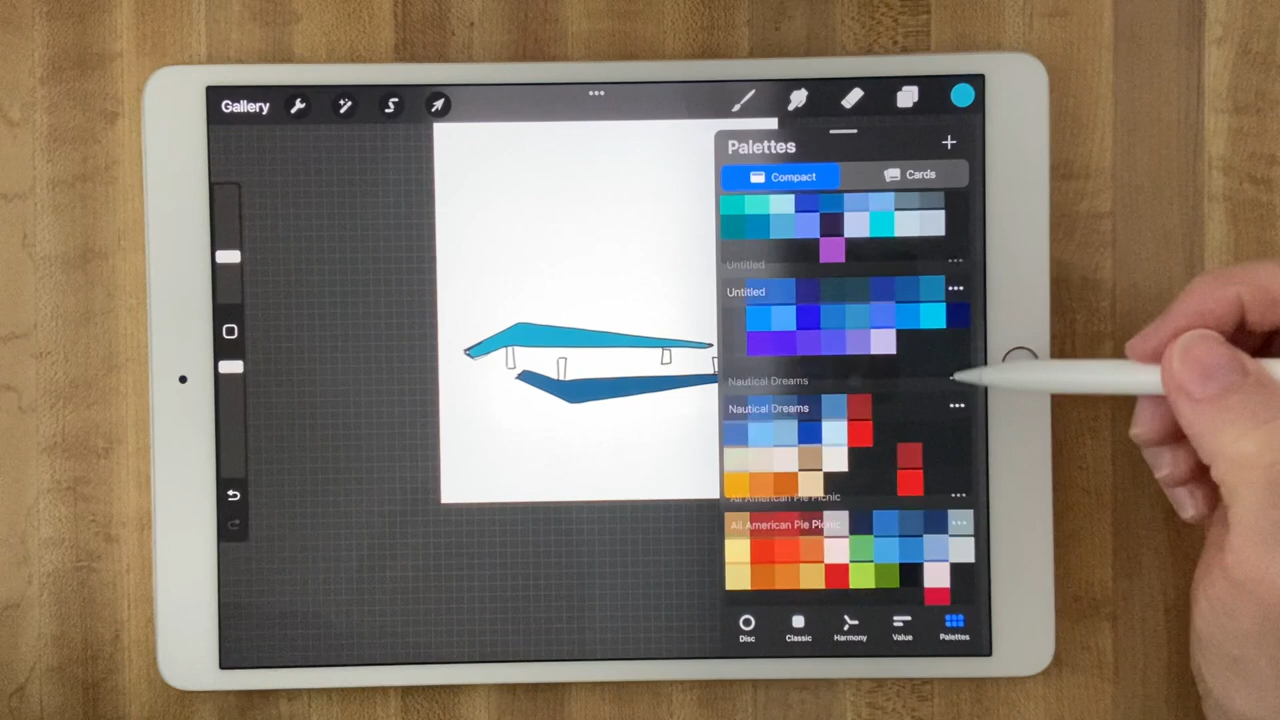 Gallery
Palettes
Compact
Cards
Untitled
Untitled
Nautical Dreams
Nautical Dreams
All American Pie Picnic
All American Pie Picnic
Disc
Classic
Harmony
Value
Palettes